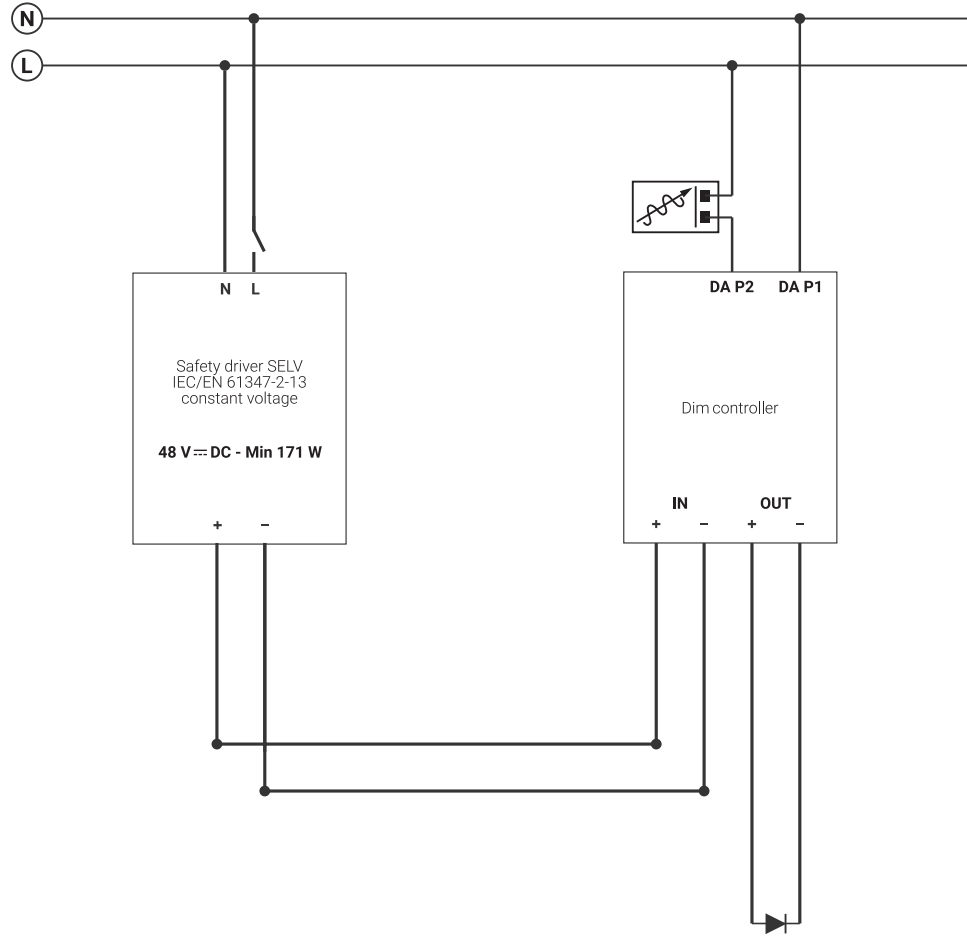 N
L
N L
Safety driver SELV
IEC/EN 61347-2-13
constant voltage
48 V⎓DC - Min 171 W
+ −
DA P2 DA P1
Dim controller
IN OUT
+ − + −